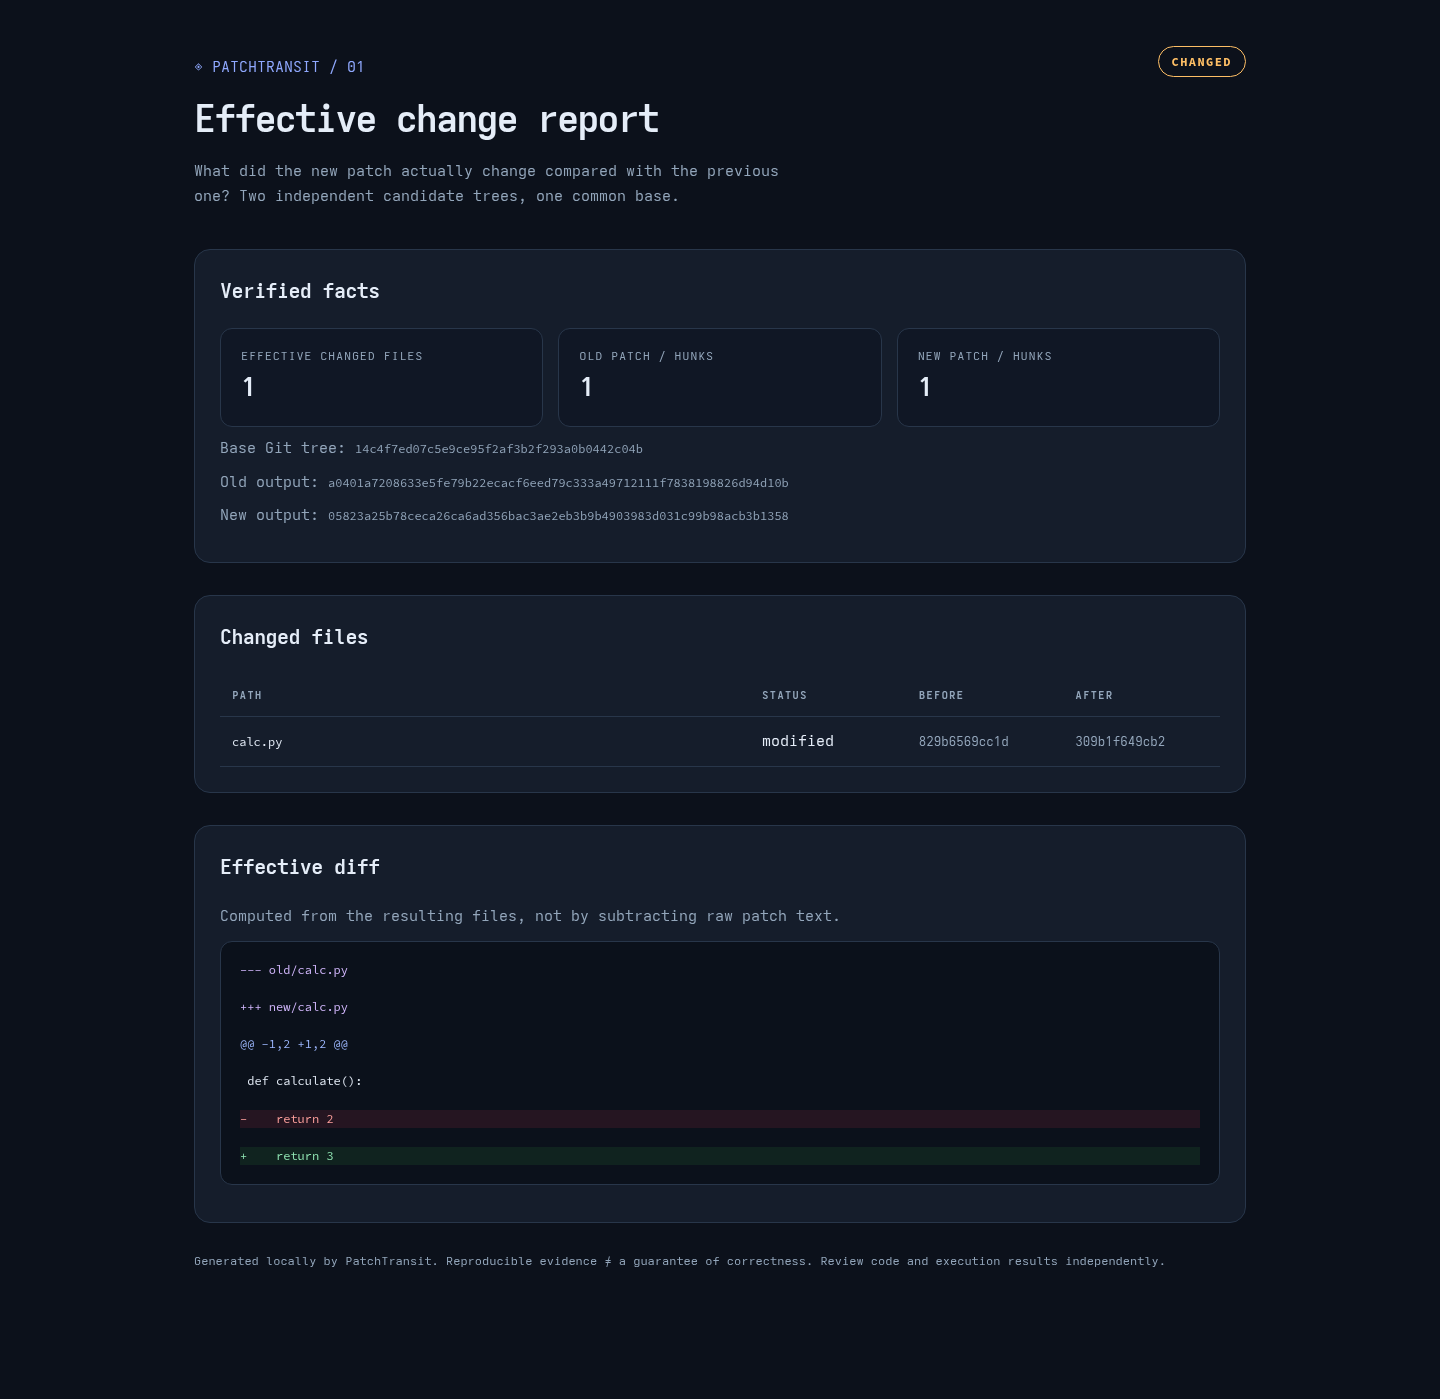 ◈ PATCHTRANSIT / 01
CHANGED
Effective change report
What did the new patch actually change compared with the previous
one? Two independent candidate trees, one common base.
Verified facts
EFFECTIVE CHANGED FILES
1
OLD PATCH / HUNKS
1
NEW PATCH / HUNKS
1
Base Git tree: 14c4f7ed07c5e9ce95f2af3b2f293a0b0442c04b
Old output: a0401a7208633e5fe79b22ecacf6eed79c333a49712111f7838198826d94d10b
New output: 05823a25b78ceca26ca6ad356bac3ae2eb3b9b4903983d031c99b98acb3b1358
Changed files
PATH STATUS BEFORE AFTER
calc.py modified 829b6569cc1d 309b1f649cb2
Effective diff
Computed from the resulting files, not by subtracting raw patch text.
--- old/calc.py
+++ new/calc.py
@@ -1,2 +1,2 @@
 def calculate():
-    return 2
+    return 3
Generated locally by PatchTransit. Reproducible evidence ≠ a guarantee of correctness. Review code and execution results independently.